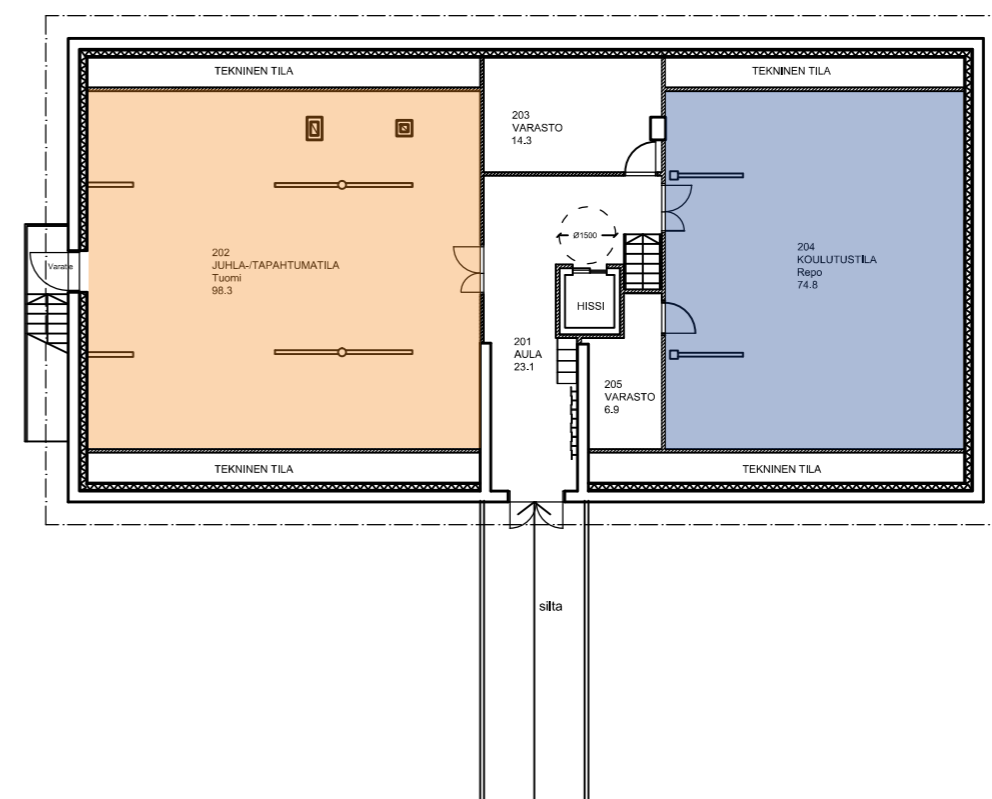 TEKNINEN TILA
TEKNINEN TILA
203
VARASTO
14.3
Ø1500
202
JUHLA-/TAPAHTUMATILA
Tuomi
98.3
204
KOULUTUSTILA
Repo
74.8
Varatie
HISSI
201
AULA
23.1
205
VARASTO
6.9
TEKNINEN TILA
TEKNINEN TILA
silta